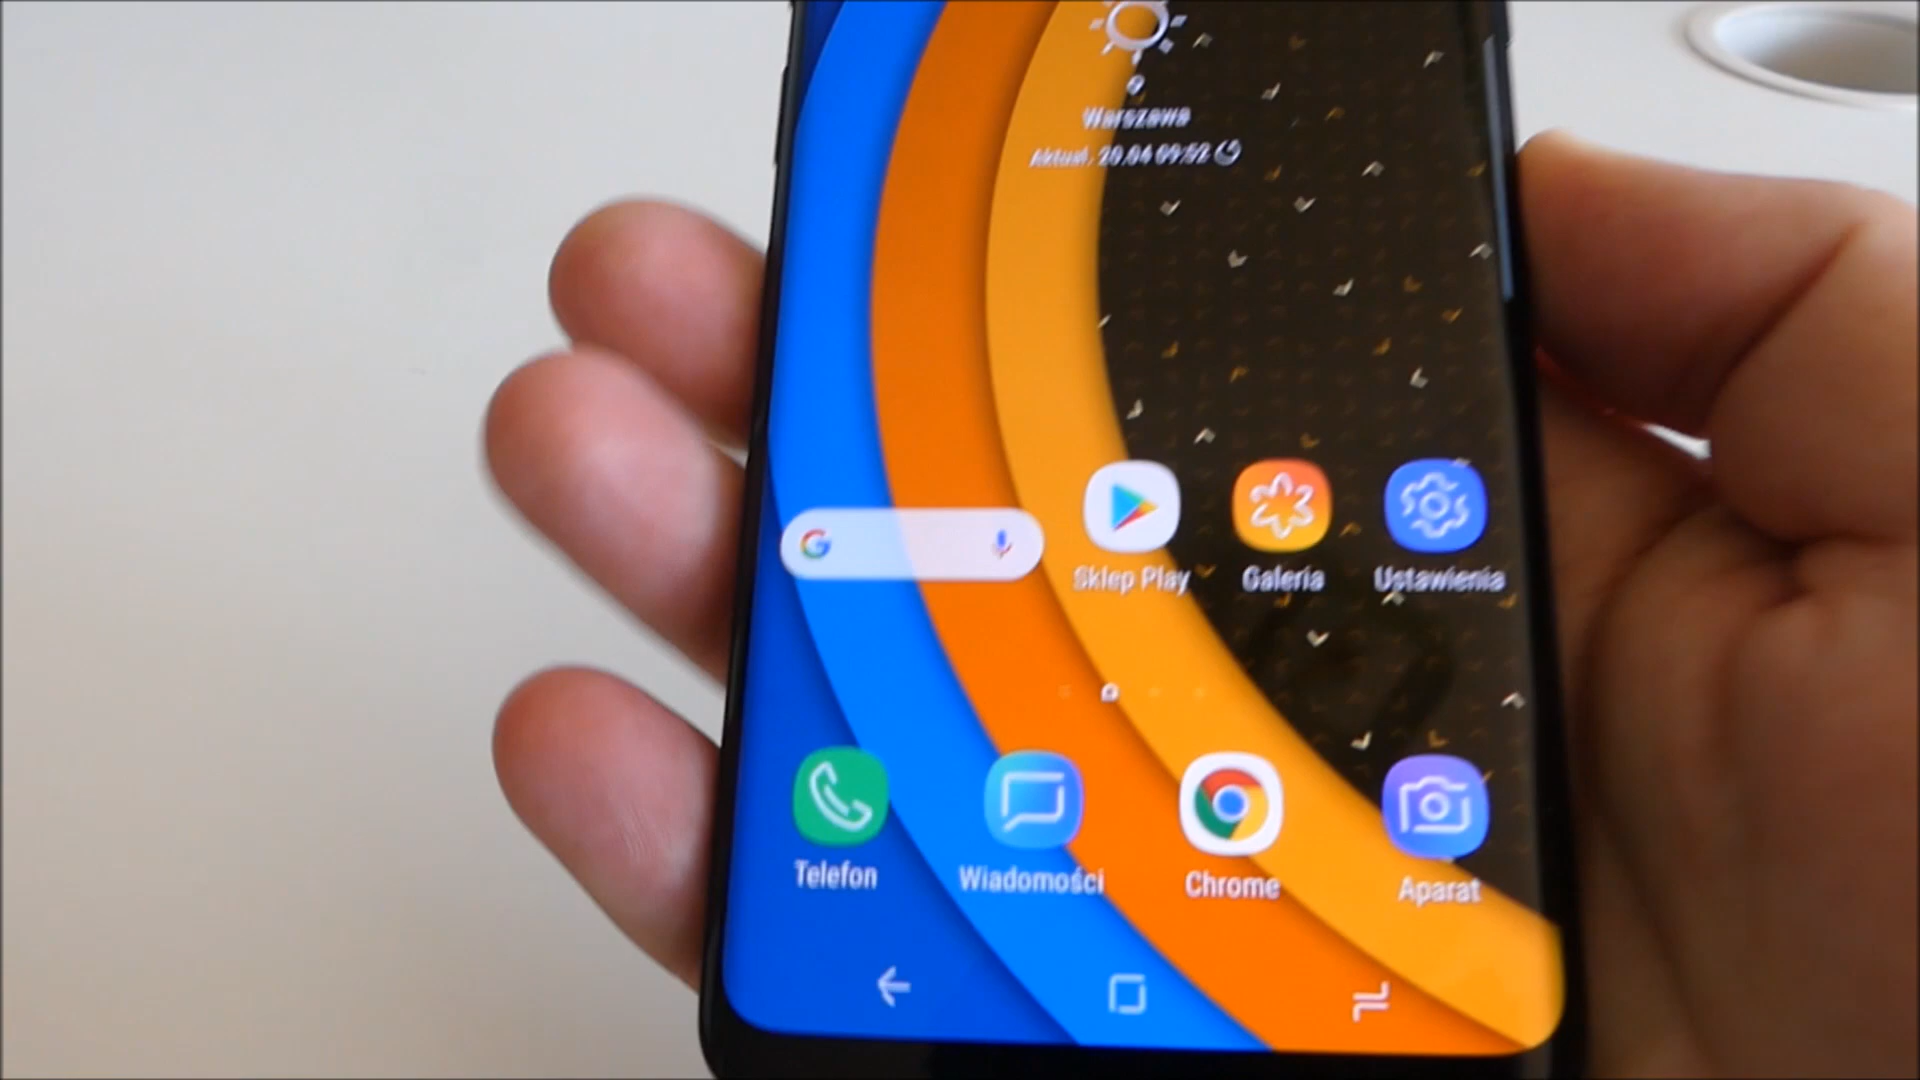 Warszawa
Aktual. 20.04 09:52
Sklep Play
Galeria
Ustawienia
Telefon
Wiadomości
Chrome
Aparat